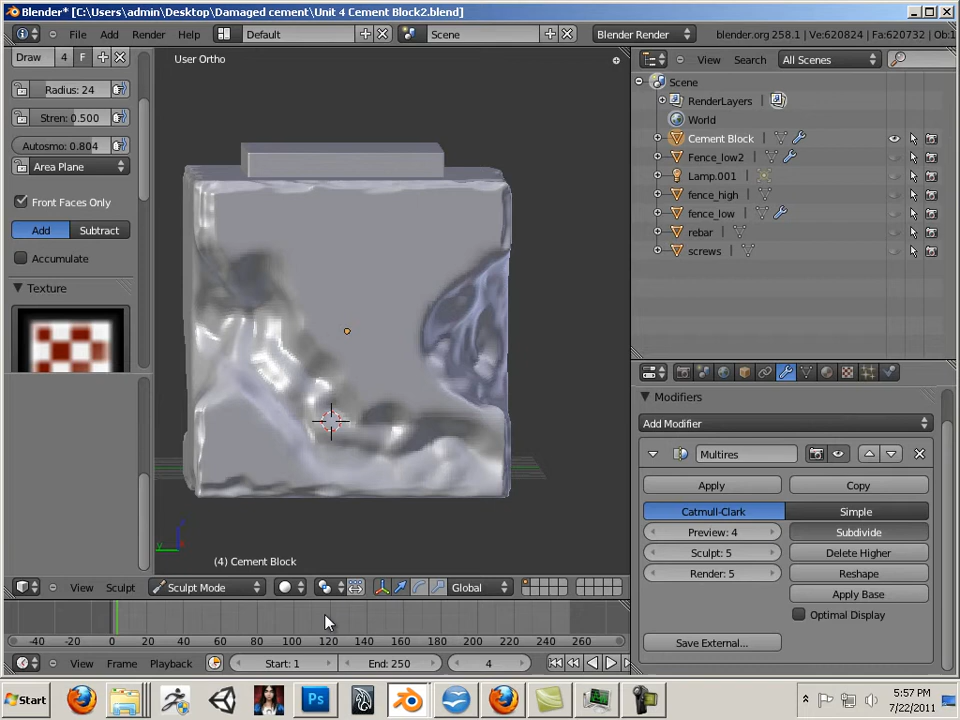 Blender* [C:\Users\admin\Desktop\Damaged cement\Unit 4 Cement Block2.blend]
File Add Render Help Default Scene Blender Render blender.org 258.1 | Ve:620824 | Fa:620732 | Ob:1
Draw 4 F
Radius: 24
Stren: 0.500
Autosmo: 0.804
Area Plane
Front Faces Only
Add Subtract
Accumulate
Texture
User Ortho
(4) Cement Block
View Sculpt Sculpt Mode Global
-40 -20 0 20 40 60 80 100 120 140 160 180 200 220 240 260
View Frame Playback Start: 1 End: 250 4
View Search All Scenes
Scene
RenderLayers
World
Cement Block
Fence_low2
Lamp.001
fence_high
fence_low
rebar
screws
Modifiers
Add Modifier
Multires
Apply Copy
Catmull-Clark Simple
Preview: 4 Subdivide
Sculpt: 5 Delete Higher
Render: 5 Reshape
Apply Base
Optimal Display
Save External...
Start Ps 5:57 PM
7/22/2011